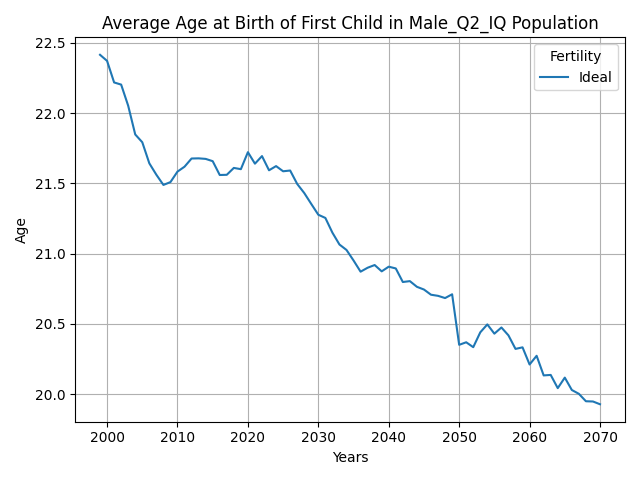 Average Age at Birth of First Child in Male_Q2_IQ Population
Fertility
Ideal
22.5
22.0
21.5
21.0
20.5
20.0
Age
2000 2010 2020 2030 2040 2050 2060 2070
Years